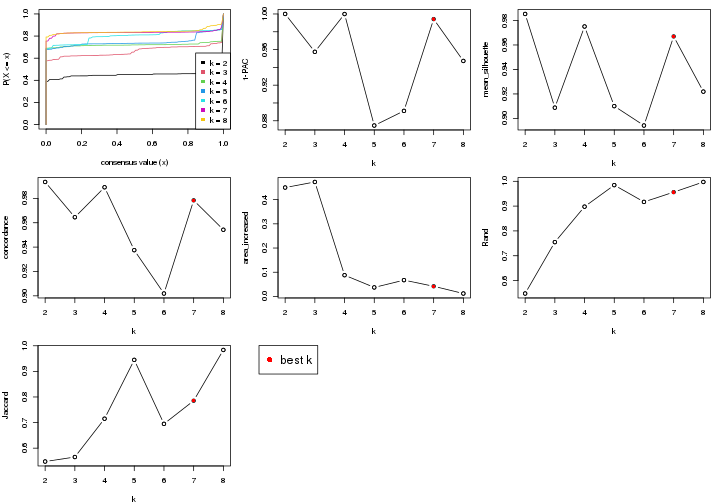 P(X <= x)
0.0 0.2 0.4 0.6 0.8 1.0
k = 2
k = 3
k = 4
k = 5
k = 6
k = 7
k = 8
0.0 0.2 0.4 0.6 0.8 1.0
consensus value (x)
1-PAC
0.88 0.92 0.96 1.00
2 3 4 5 6 7 8
k
mean_silhouette
0.90 0.92 0.94 0.96 0.98
2 3 4 5 6 7 8
k
concordance
0.90 0.92 0.94 0.96 0.98
2 3 4 5 6 7 8
k
area_increased
0.0 0.1 0.2 0.3 0.4
2 3 4 5 6 7 8
k
Rand
0.6 0.7 0.8 0.9 1.0
2 3 4 5 6 7 8
k
Jaccard
0.6 0.7 0.8 0.9 1.0
2 3 4 5 6 7 8
k
best k